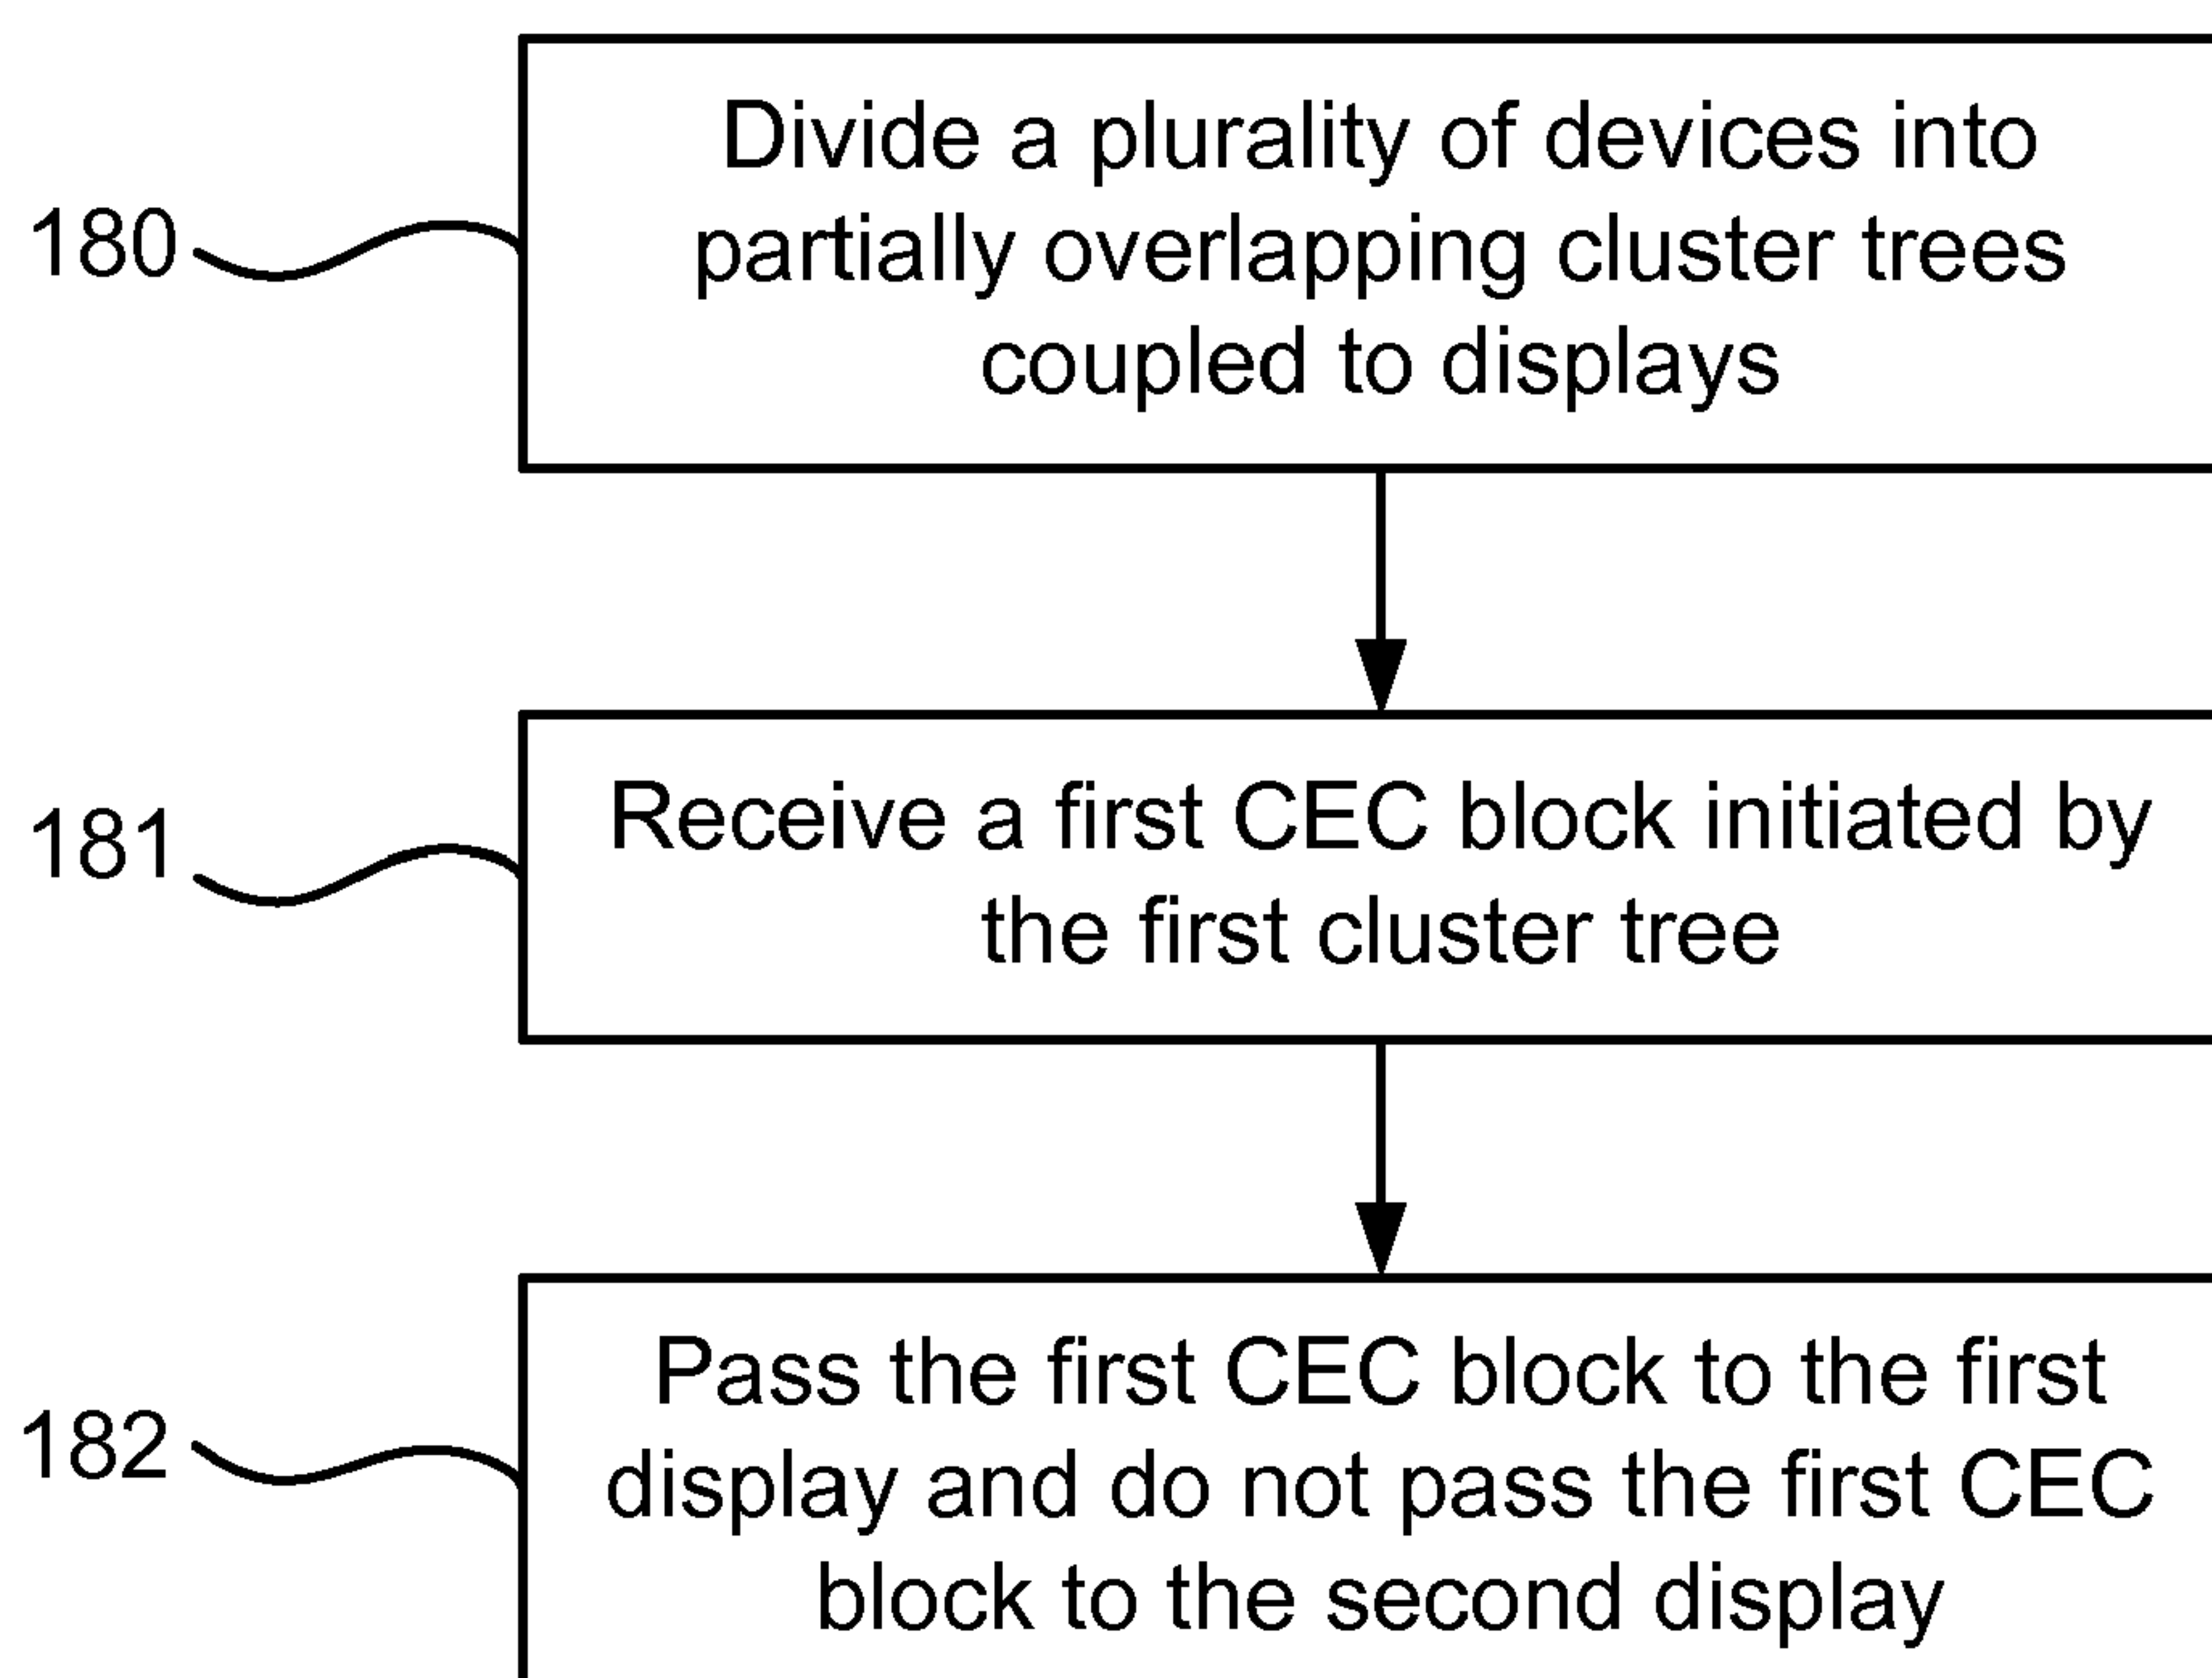 180
Divide a plurality of devices into
partially overlapping cluster trees
coupled to displays
181
Receive a first CEC block initiated by
the first cluster tree
182
Pass the first CEC block to the first
display and do not pass the first CEC
block to the second display